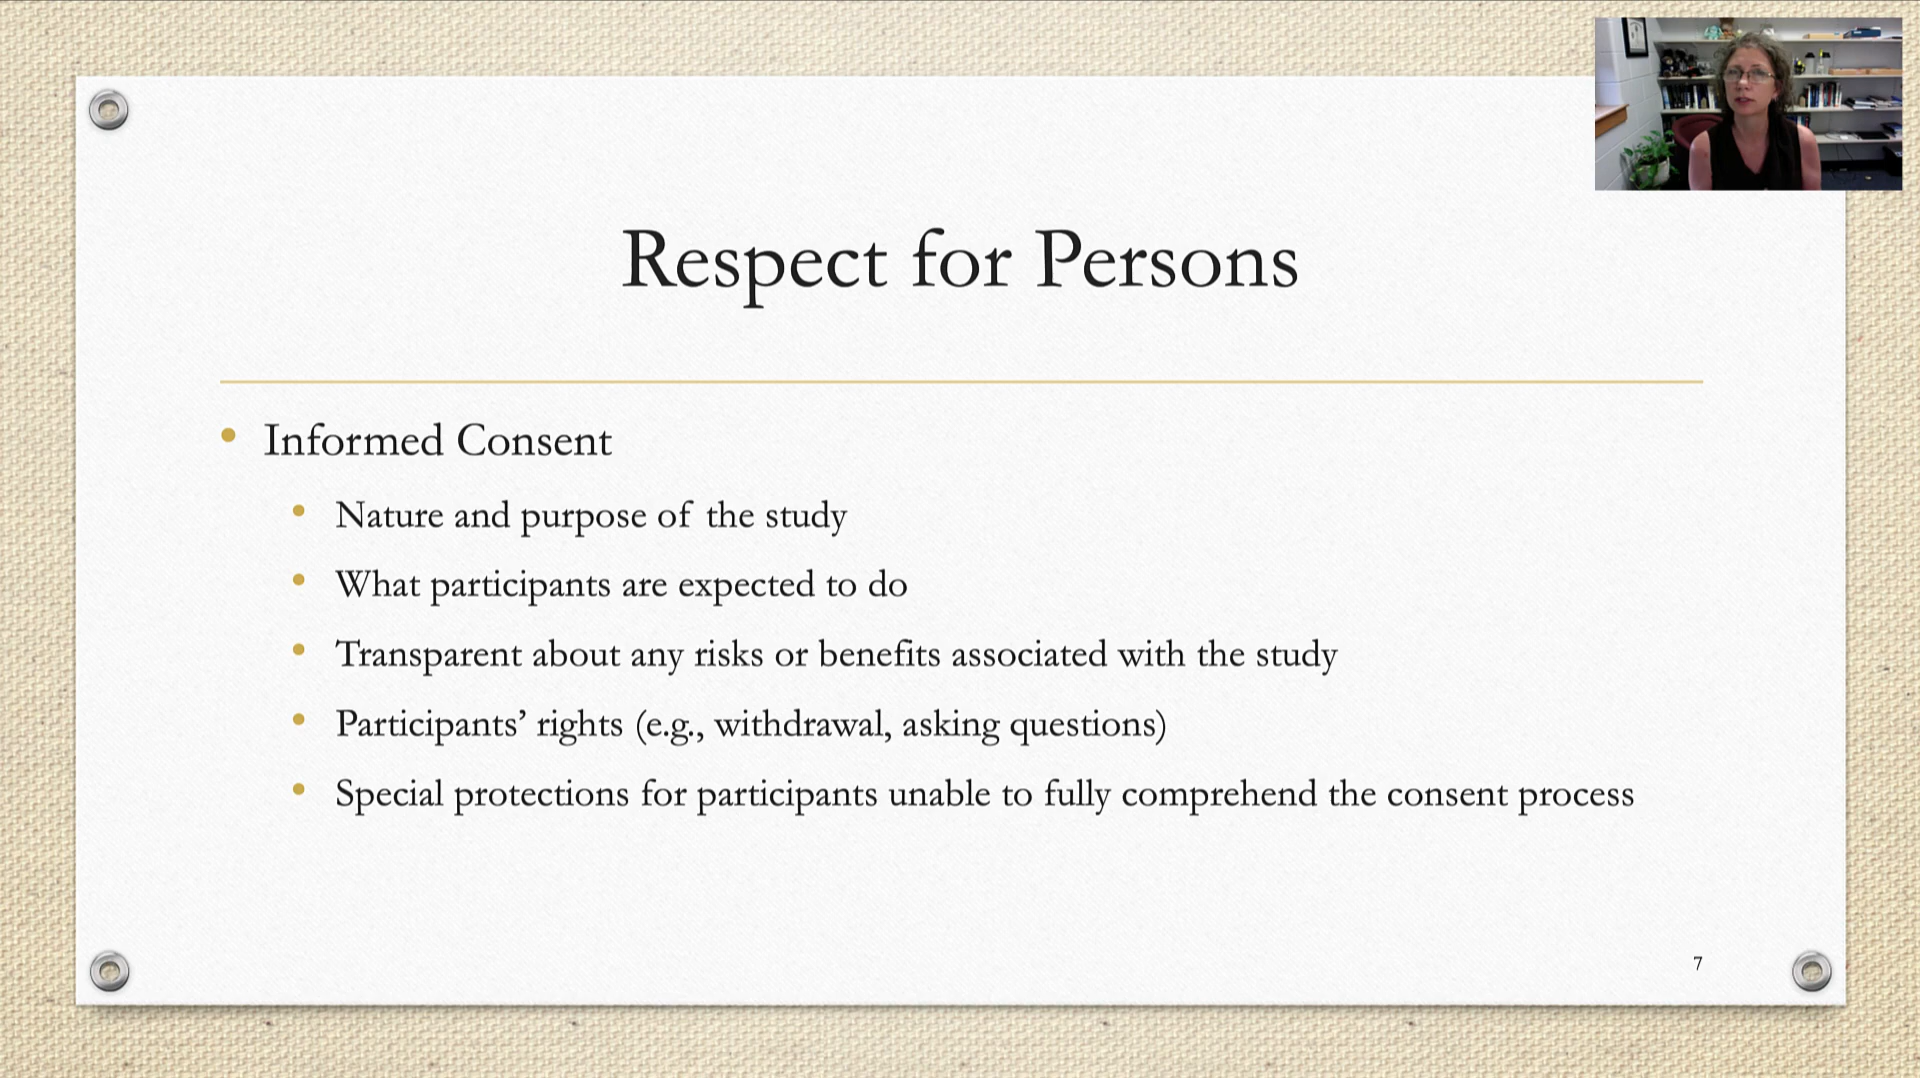 Respect for Persons
Informed Consent
Nature and purpose of the study
What participants are expected to do
Transparent about any risks or benefits associated with the study
Participants’ rights (e.g., withdrawal, asking questions)
Special protections for participants unable to fully comprehend the consent process
7